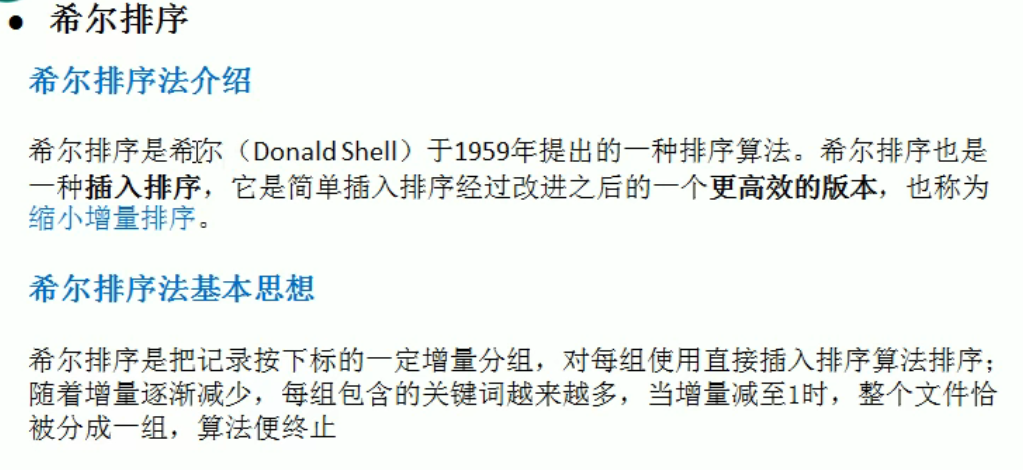 ● 希尔排序
希尔排序法介绍
希尔排序是希尔（Donald Shell）于1959年提出的一种排序算法。希尔排序也是
一种插入排序，它是简单插入排序经过改进之后的一个更高效的版本，也称为
缩小增量排序。
希尔排序法基本思想
希尔排序是把记录按下标的一定增量分组，对每组使用直接插入排序算法排序；
随着增量逐渐减少，每组包含的关键词越来越多，当增量减至1时，整个文件恰
被分成一组，算法便终止